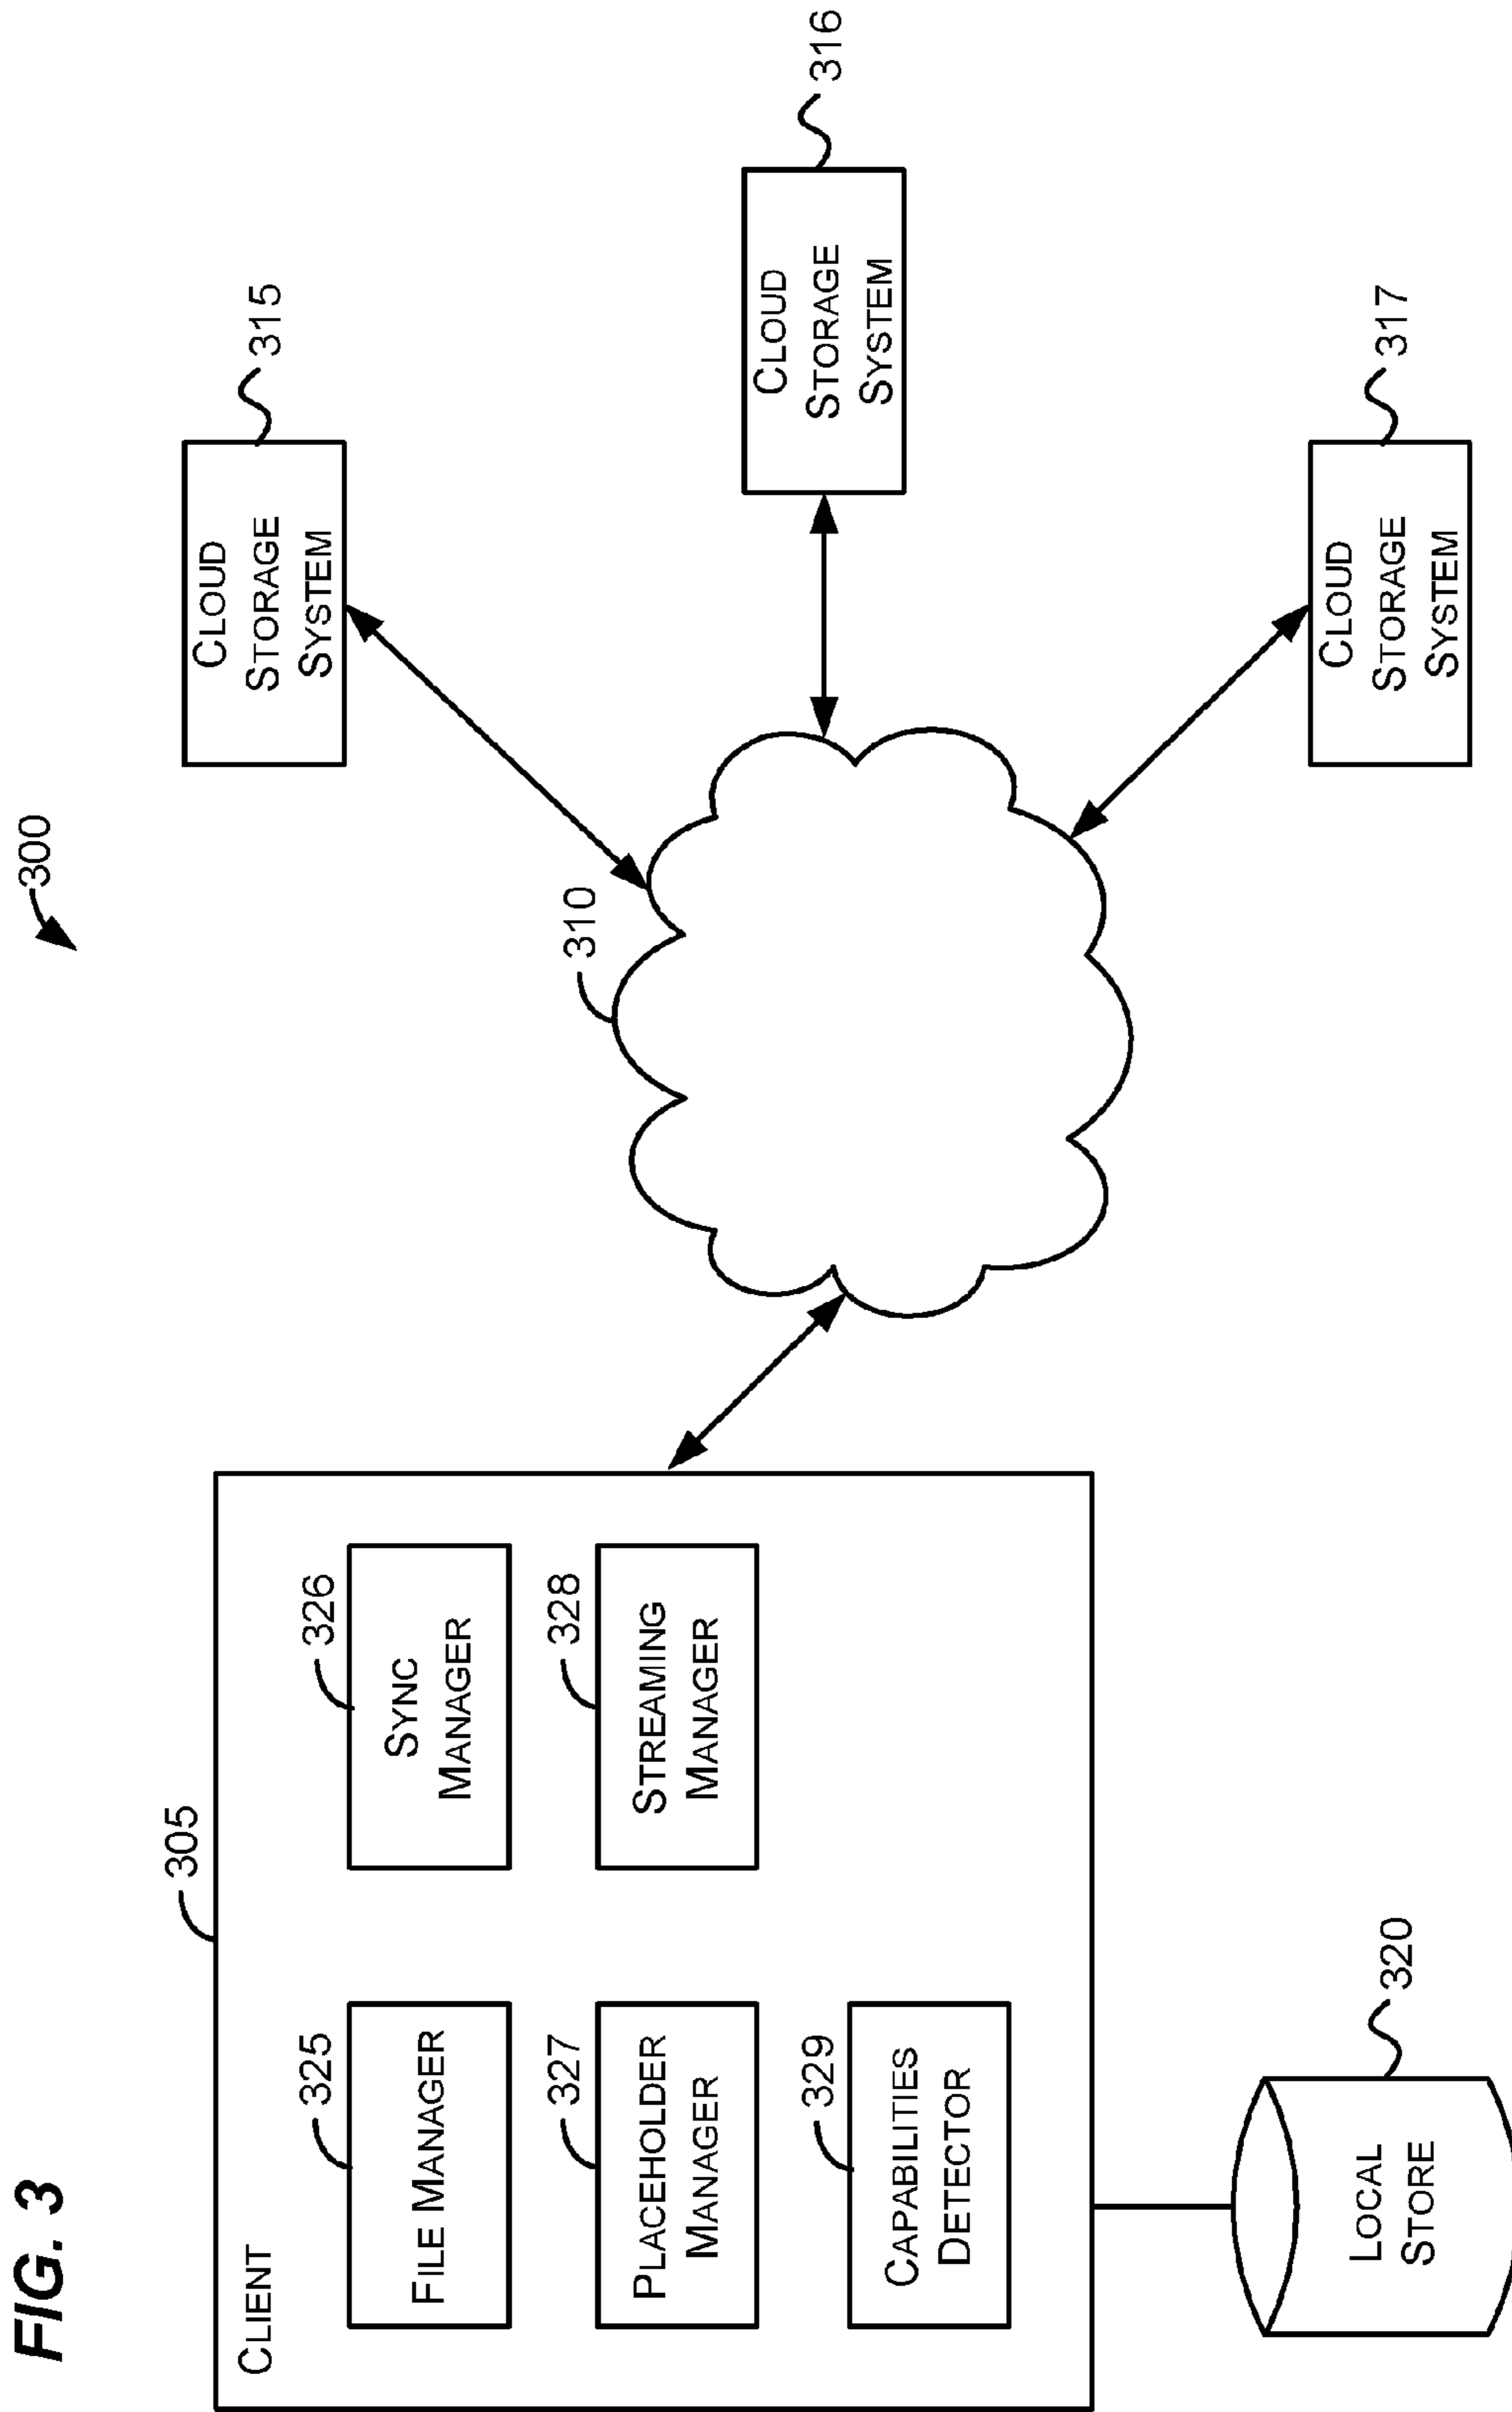 FIG. 3
300
305
CLIENT
325
FILE MANAGER
326
SYNC
MANAGER
327
PLACEHOLDER
MANAGER
328
STREAMING
MANAGER
329
CAPABILITIES
DETECTOR
LOCAL
STORE
320
310
CLOUD
STORAGE
SYSTEM
315
CLOUD
STORAGE
SYSTEM
316
CLOUD
STORAGE
SYSTEM
317